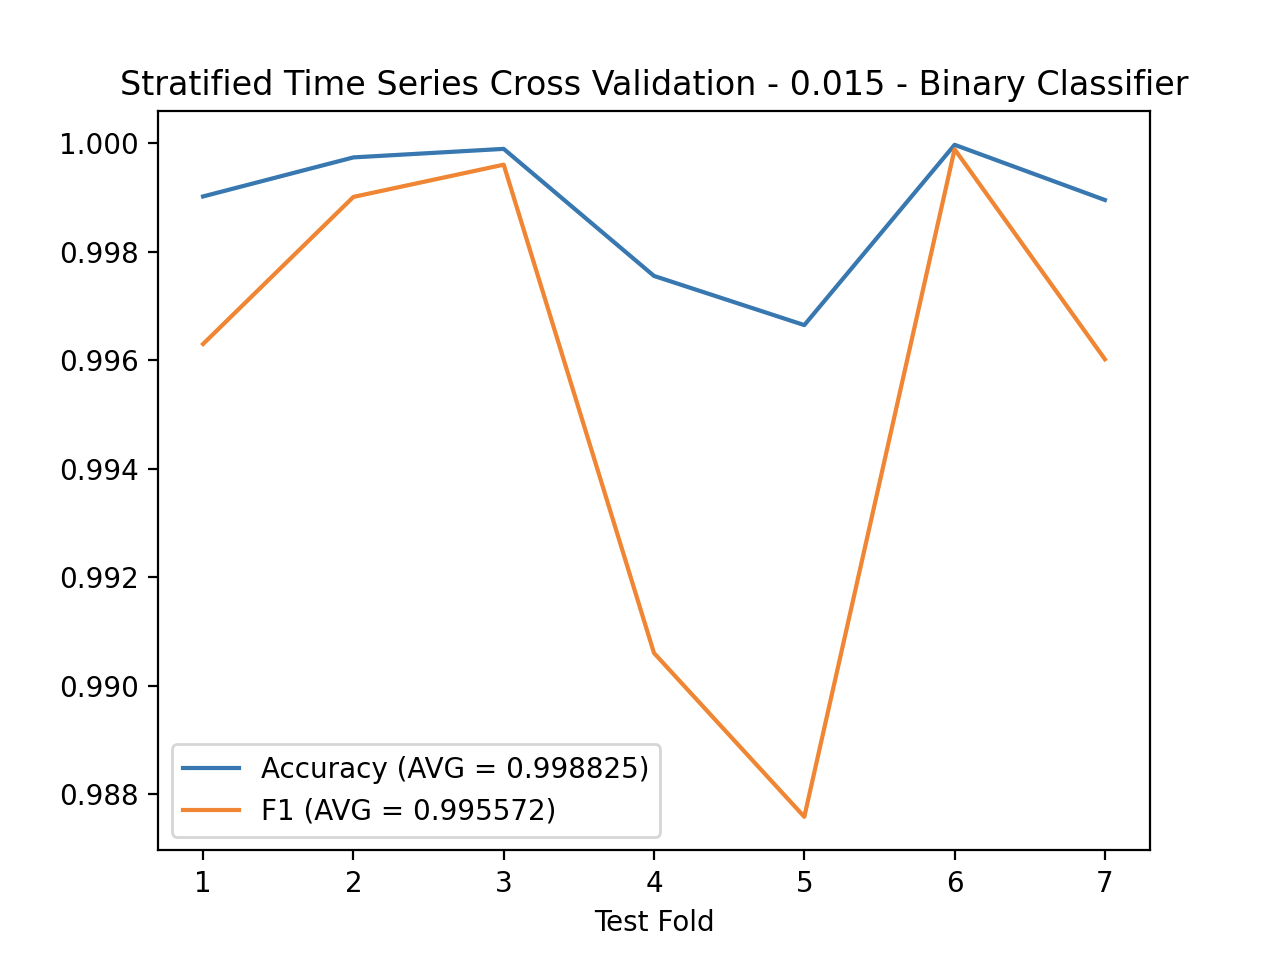 Stratified Time Series Cross Validation - 0.015 - Binary Classifier
1.000
0.998
0.996
0.994
0.992
0.990
0.988
Accuracy (AVG = 0.998825)
F1 (AVG = 0.995572)
1 2 3 4 5 6 7
Test Fold